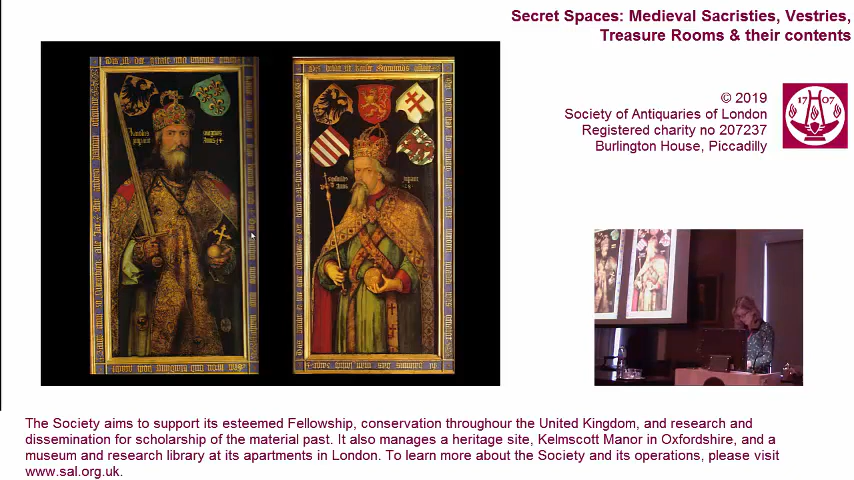 Secret Spaces: Medieval Sacristies, Vestries,
Treasure Rooms & their contents
© 2019
Society of Antiquaries of London
Registered charity no 207237
Burlington House, Piccadilly
17 07
The Society aims to support its esteemed Fellowship, conservation throughour the United Kingdom, and research and
dissemination for scholarship of the material past. It also manages a heritage site, Kelmscott Manor in Oxfordshire, and a
museum and research library at its apartments in London. To learn more about the Society and its operations, please visit
www.sal.org.uk.